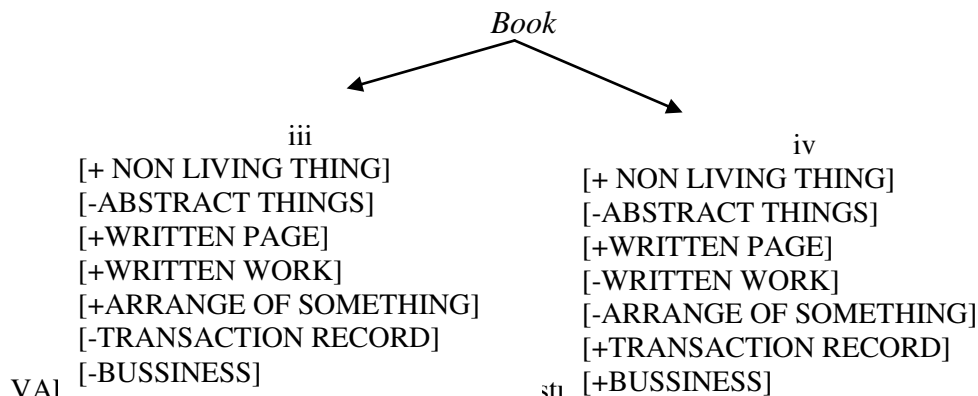 Book
iii
[+ NON LIVING THING]
[-ABSTRACT THINGS]
[+WRITTEN PAGE]
[+WRITTEN WORK]
[+ARRANGE OF SOMETHING]
[-TRANSACTION RECORD]
[-BUSSINESS]
iv
[+ NON LIVING THING]
[-ABSTRACT THINGS]
[+WRITTEN PAGE]
[-WRITTEN WORK]
[-ARRANGE OF SOMETHING]
[+TRANSACTION RECORD]
[+BUSSINESS]